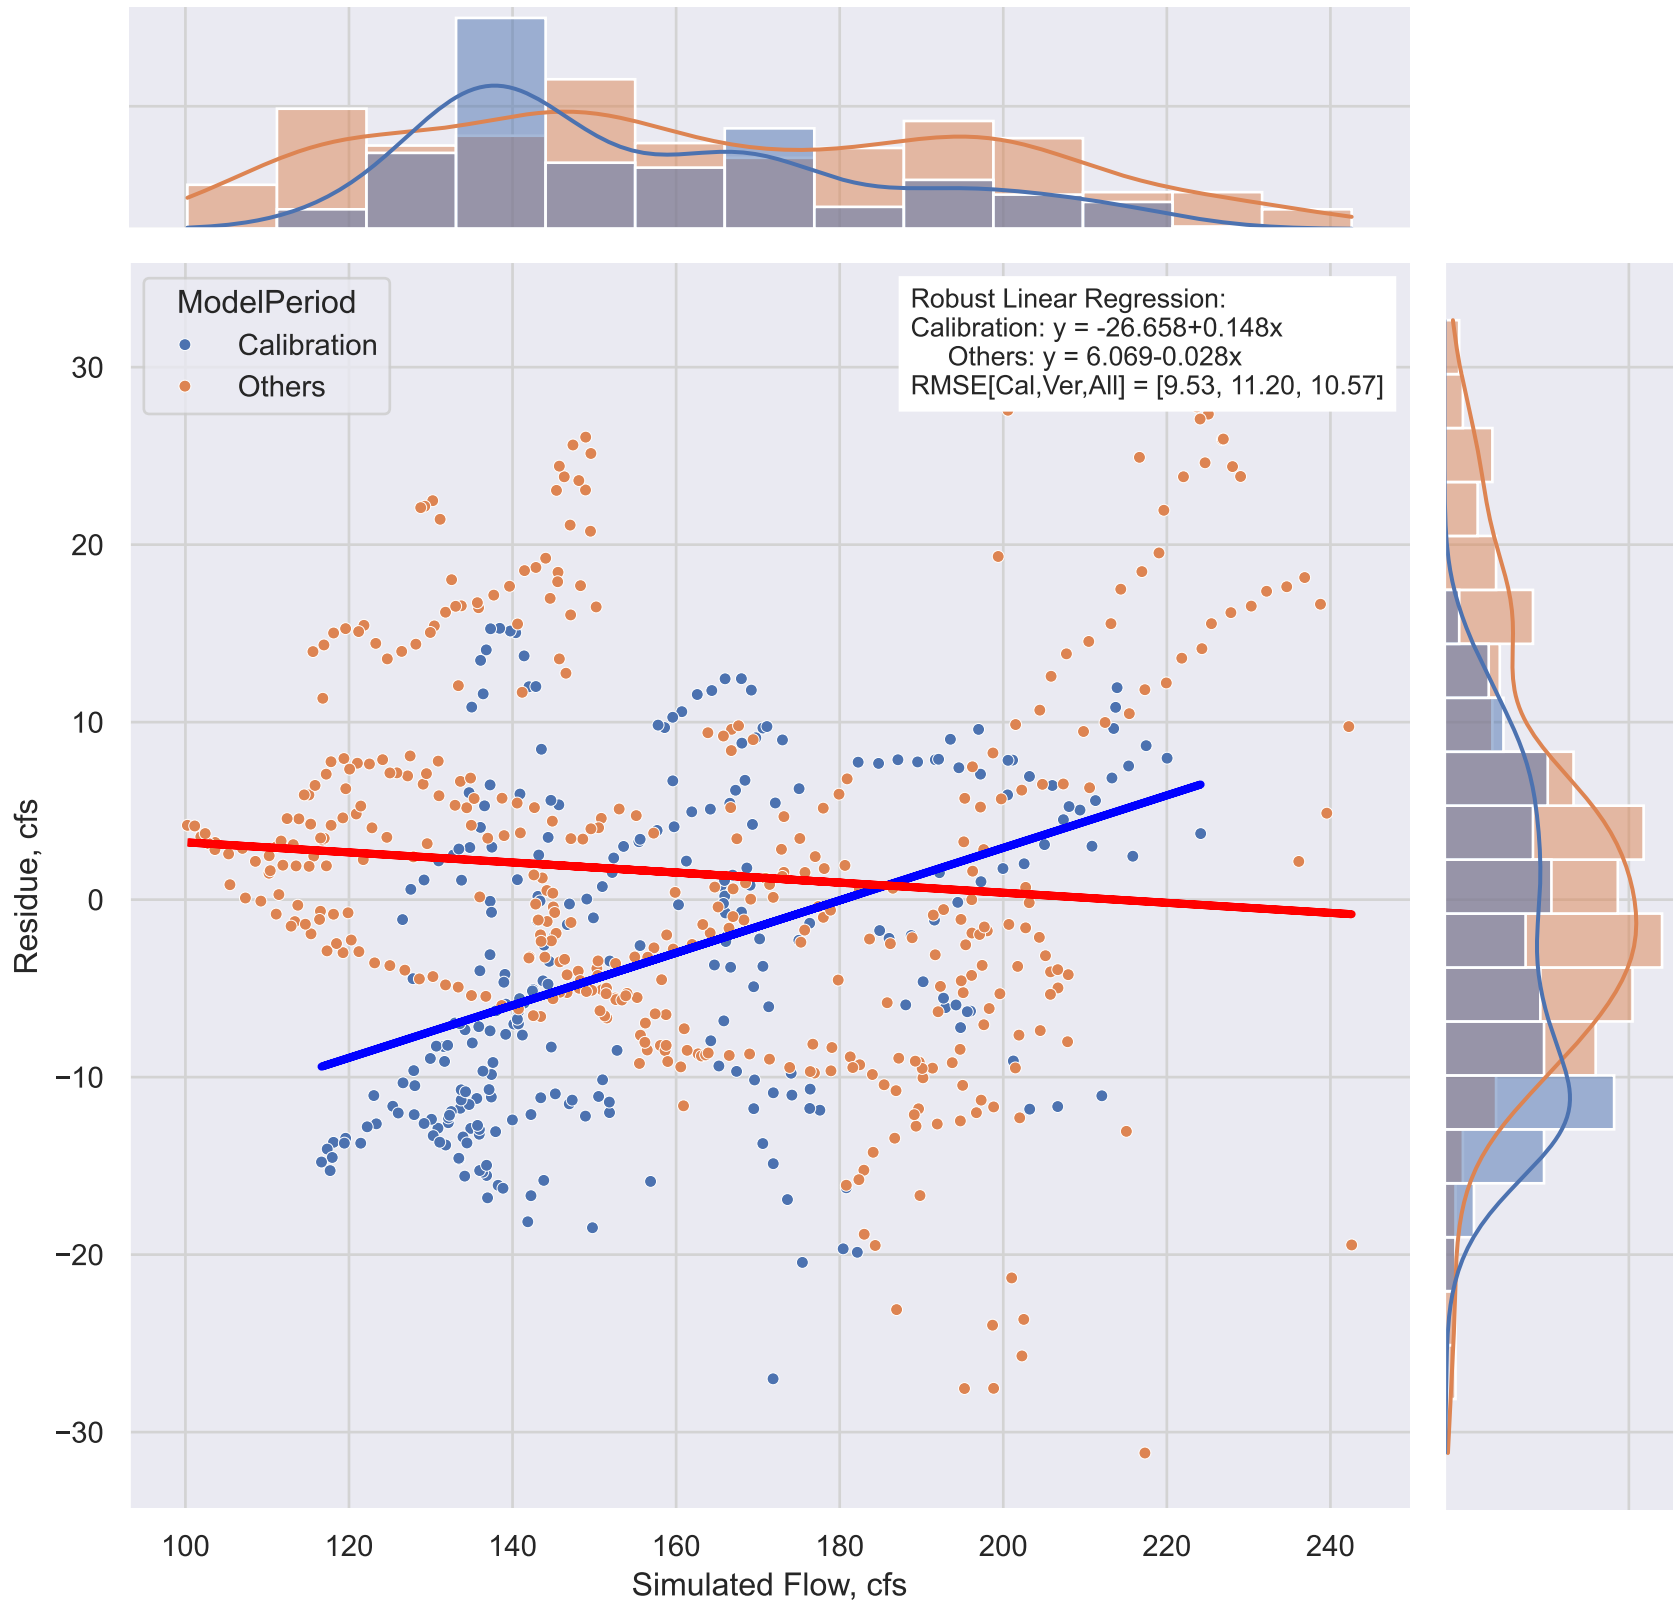 ModelPeriod
Calibration
Others
Robust Linear Regression:
Calibration: y = -26.658+0.148x
Others: y = 6.069-0.028x
RMSE[Cal,Ver,All] = [9.53, 11.20, 10.57]
30
20
10
0
−10
−20
−30
Residue, cfs
100 120 140 160 180 200 220 240
Simulated Flow, cfs